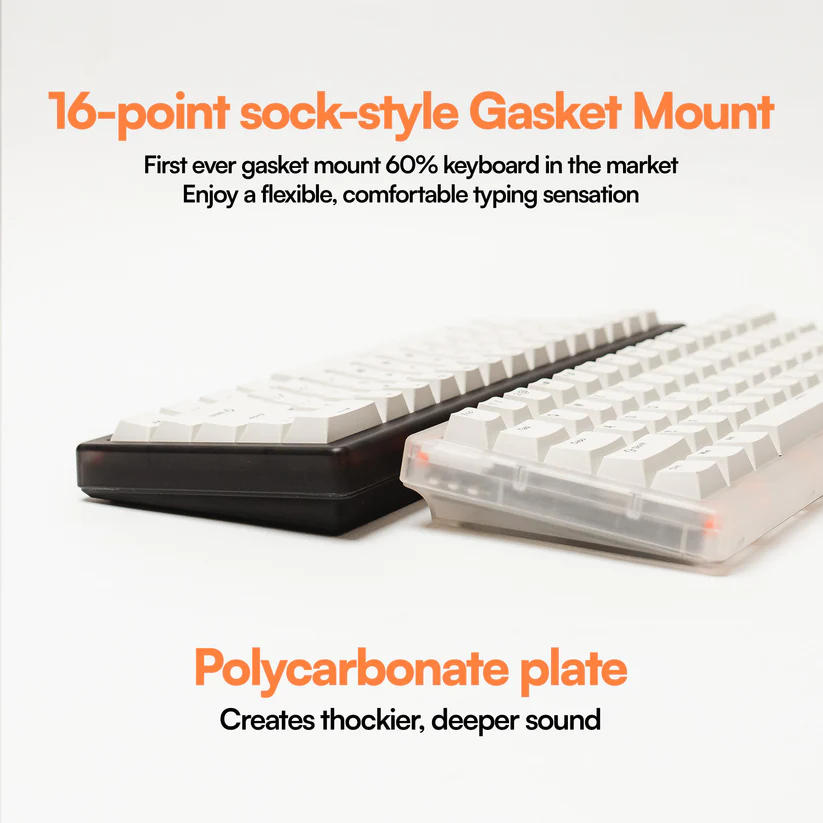 16-point sock-style Gasket Mount
First ever gasket mount 60% keyboard in the market
Enjoy a flexible, comfortable typing sensation
Polycarbonate plate
Creates thockier, deeper sound